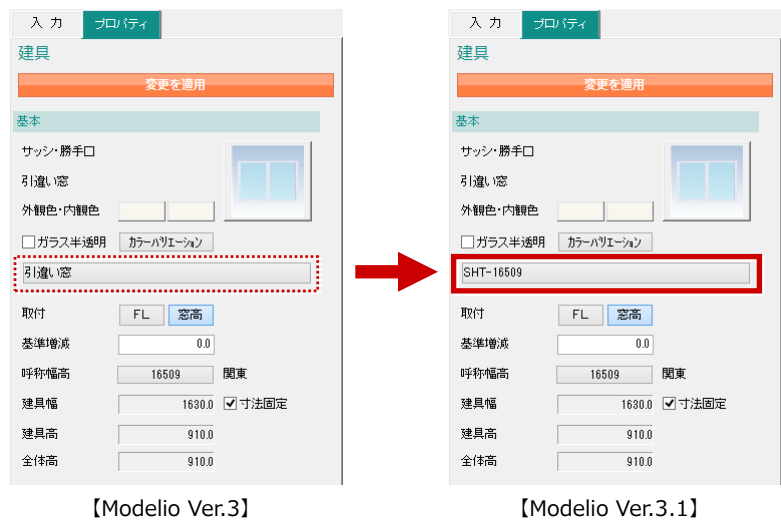 入力 プロパティ
建具
変更を適用
基本
サッシ・勝手口
引違い窓
外観色・内観色
ガラス半透明 カラーバリエーション
引違い窓
取付 FL 窓高
基準増減 0.0
呼称幅高 16509 関東
建具幅 1630.0 寸法固定
建具高 910.0
全体高 910.0
【Modelio Ver.3】
入力 プロパティ
建具
変更を適用
基本
サッシ・勝手口
引違い窓
外観色・内観色
ガラス半透明 カラーバリエーション
SHT-16509
取付 FL 窓高
基準増減 0.0
呼称幅高 16509 関東
建具幅 1630.0 寸法固定
建具高 910.0
全体高 910.0
【Modelio Ver.3.1】